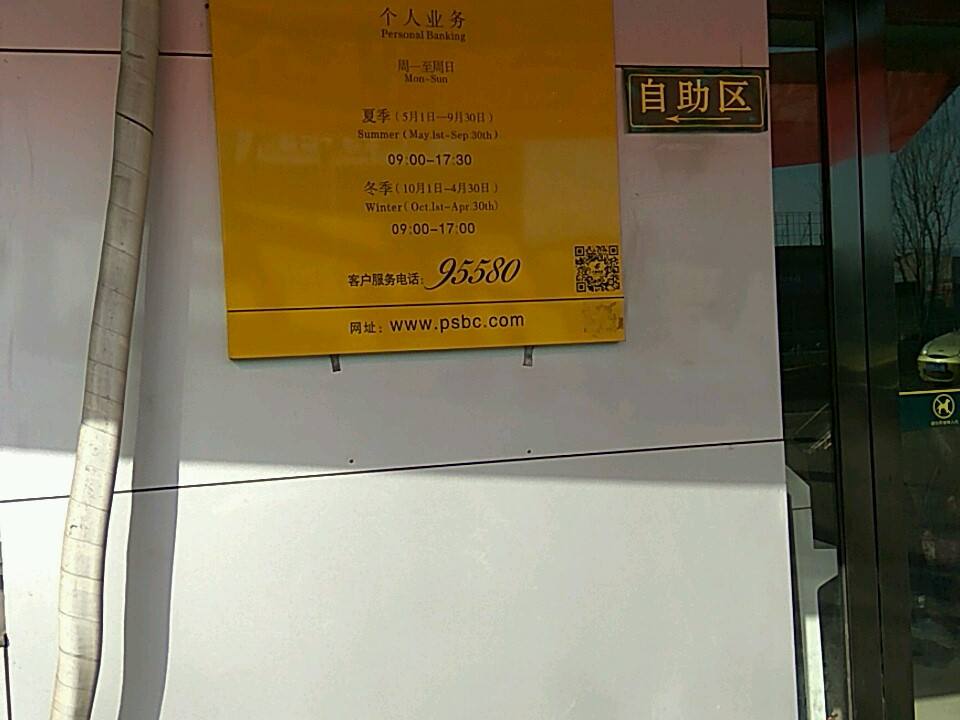 个人业务
Personal Banking
周一至周日
Mon-Sun
夏季（5月1日—9月30日）
Summer（May.1st-Sep.30th）
09:00-17:30
冬季（10月1日-4月30日）
Winter（Oct.1st-Apr.30th）
09:00-17:00
客户服务电话：95580
网址：www.psbc.com
自助区